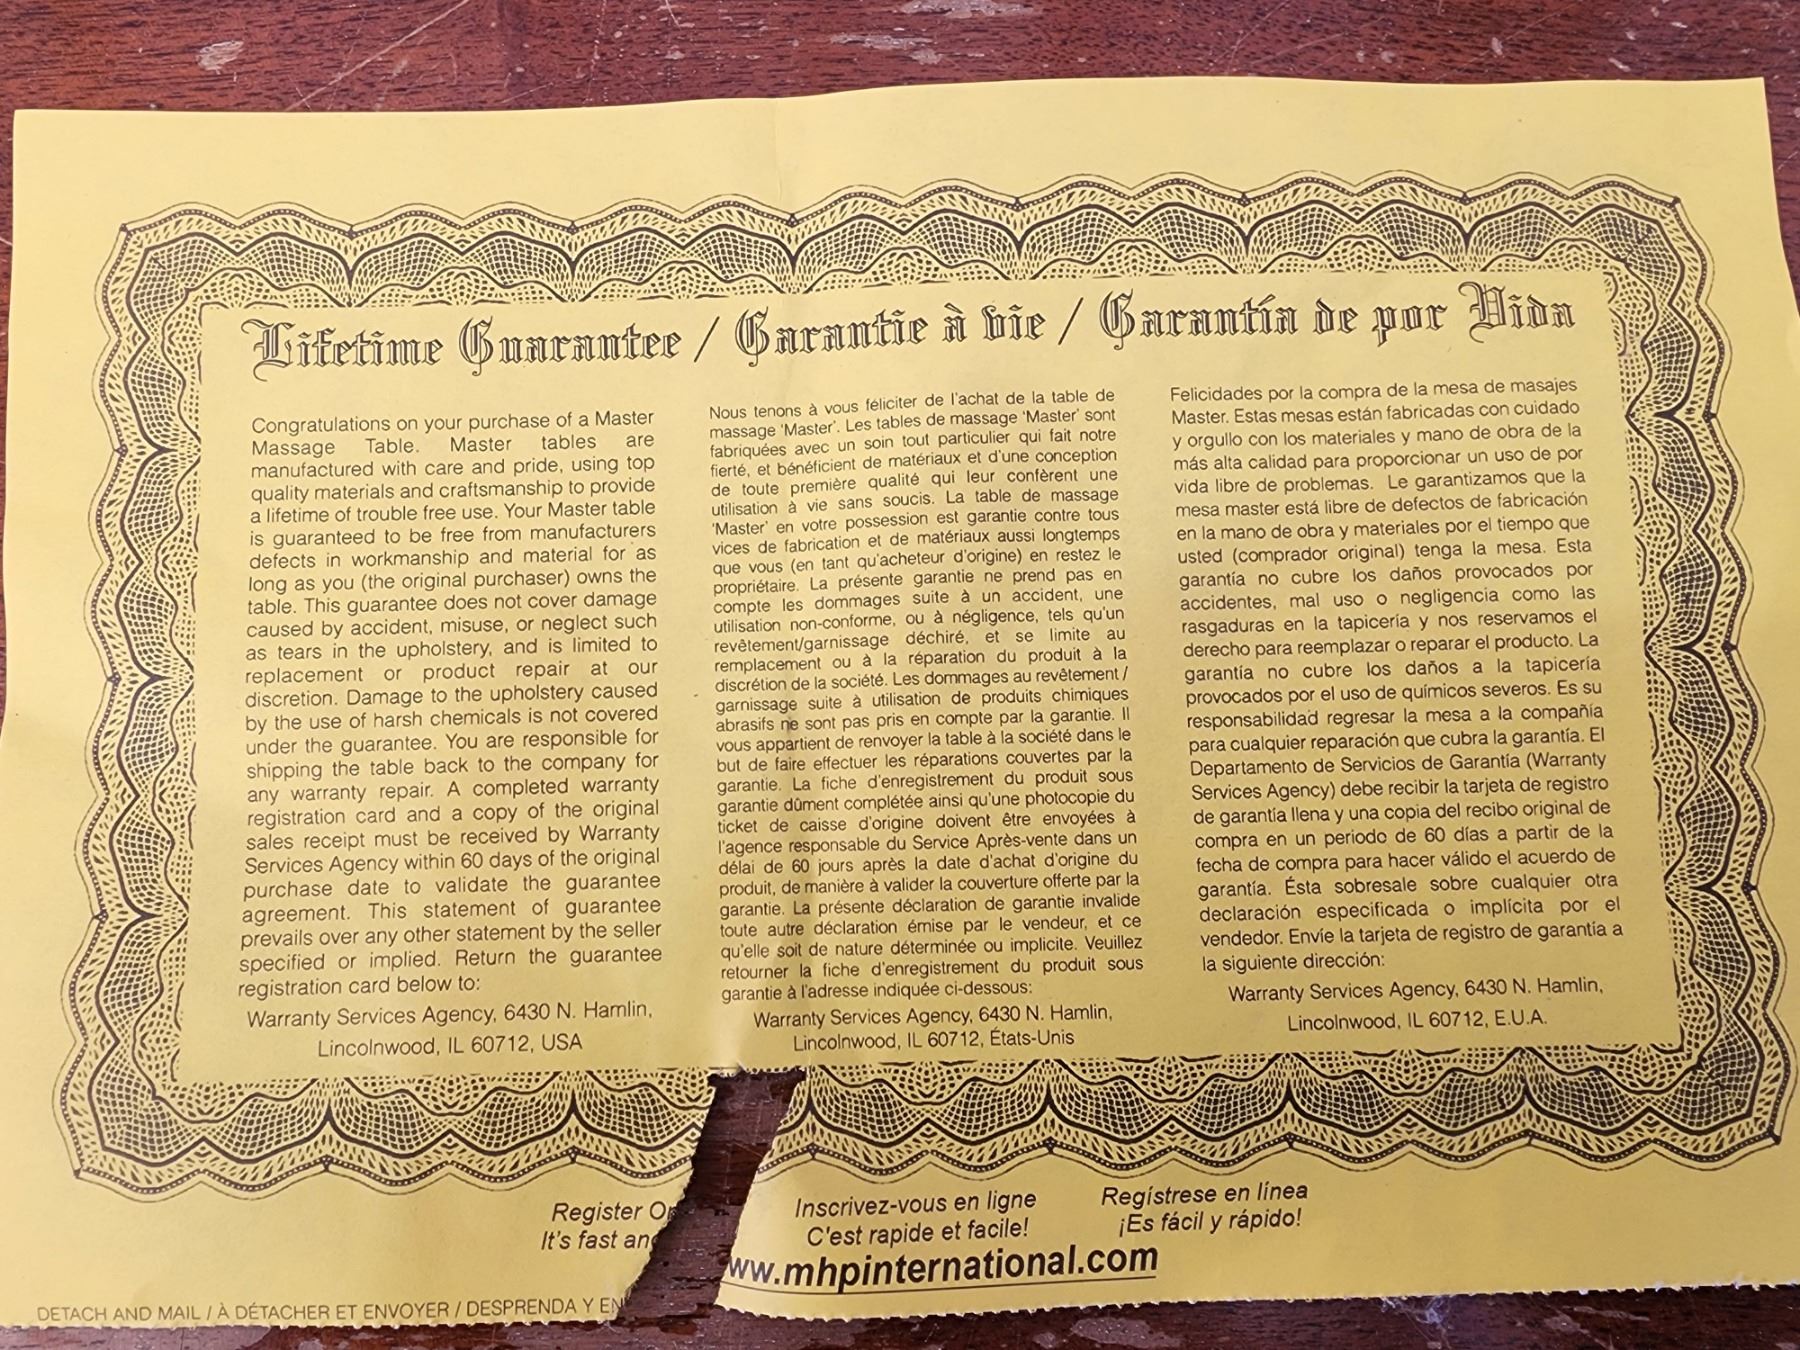 Lifetime Guarantee / Garantie à vie / Garantía de por Vida
Congratulations on your purchase of a Master
Massage Table. Master tables are
manufactured with care and pride, using top
quality materials and craftsmanship to provide
a lifetime of trouble free use. Your Master table
is guaranteed to be free from manufacturers
defects in workmanship and material for as
long as you (the original purchaser) owns the
table. This guarantee does not cover damage
caused by accident, misuse, or neglect such
as tears in the upholstery, and is limited to
replacement or product repair at our
discretion. Damage to the upholstery caused
by the use of harsh chemicals is not covered
under the guarantee. You are responsible for
shipping the table back to the company for
any warranty repair. A completed warranty
registration card and a copy of the original
sales receipt must be received by Warranty
Services Agency within 60 days of the original
purchase date to validate the guarantee
agreement. This statement of guarantee
prevails over any other statement by the seller
specified or implied. Return the guarantee
registration card below to:
Warranty Services Agency, 6430 N. Hamlin,
Lincolnwood, IL 60712, USA
Nous tenons à vous féliciter de l'achat de la table de
massage 'Master'. Les tables de massage 'Master' sont
fabriquées avec un soin tout particulier qui fait notre
fierté, et bénéficient de matériaux et d'une conception
de toute première qualité qui leur confèrent une
utilisation à vie sans soucis. La table de massage
'Master' en votre possession est garantie contre tous
vices de fabrication et de matériaux aussi longtemps
que vous (en tant qu'acheteur d'origine) en restez le
propriétaire. La présente garantie ne prend pas en
compte les dommages suite à un accident, une
utilisation non-conforme, ou à négligence, tels qu'un
revêtement/garnissage déchiré, et se limite au
remplacement ou à la réparation du produit à la
discrétion de la société. Les dommages au revêtement /
garnissage suite à utilisation de produits chimiques
abrasifs ne sont pas pris en compte par la garantie. Il
vous appartient de renvoyer la table à la société dans le
but de faire effectuer les réparations couvertes par la
garantie. La fiche d'enregistrement du produit sous
garantie dûment complétée ainsi qu'une photocopie du
ticket de caisse d'origine doivent être envoyées à
l'agence responsable du Service Après-vente dans un
délai de 60 jours après la date d'achat d'origine du
produit, de manière à valider la couverture offerte par la
garantie. La présente déclaration de garantie invalide
toute autre déclaration émise par le vendeur, et ce
qu'elle soit de nature déterminée ou implicite. Veuillez
retourner la fiche d'enregistrement du produit sous
garantie à l'adresse indiquée ci-dessous:
Warranty Services Agency, 6430 N. Hamlin,
Lincolnwood, IL 60712, États-Unis
Felicidades por la compra de la mesa de masajes
Master. Estas mesas están fabricadas con cuidado
y orgullo con los materiales y mano de obra de la
más alta calidad para proporcionar un uso de por
vida libre de problemas. Le garantizamos que la
mesa master está libre de defectos de fabricación
en la mano de obra y materiales por el tiempo que
usted (comprador original) tenga la mesa. Esta
garantía no cubre los daños provocados por
accidentes, mal uso o negligencia como las
rasgaduras en la tapicería y nos reservamos el
derecho para reemplazar o reparar el producto. La
garantía no cubre los daños a la tapicería
provocados por el uso de químicos severos. Es su
responsabilidad regresar la mesa a la compañía
para cualquier reparación que cubra la garantía. El
Departamento de Servicios de Garantía (Warranty
Services Agency) debe recibir la tarjeta de registro
de garantía llena y una copia del recibo original de
compra en un periodo de 60 días a partir de la
fecha de compra para hacer válido el acuerdo de
garantía. Ésta sobresale sobre cualquier otra
declaración especificada o implícita por el
vendedor. Envíe la tarjeta de registro de garantía a
la siguiente dirección:
Warranty Services Agency, 6430 N. Hamlin,
Lincolnwood, IL 60712, E.U.A.
Register
It's fast
Inscrivez-vous en ligne
C'est rapide et facile!
Regístrese en línea
¡Es fácil y rápido!
ww.mhpinternational.com
DETACH AND MAIL / À DÉTACHER ET ENVOYER / DESPRENDA Y